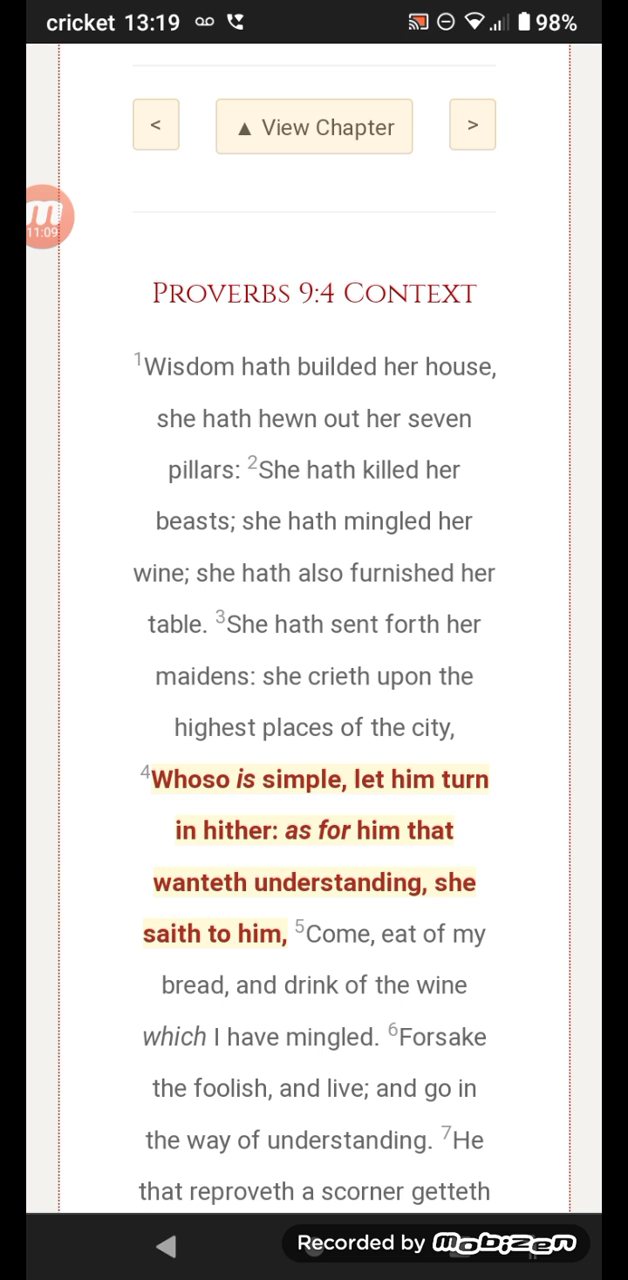 cricket 13:19 98%
< ▲ View Chapter >
11:09
PROVERBS 9:4 CONTEXT
1Wisdom hath builded her house,
she hath hewn out her seven
pillars: 2She hath killed her
beasts; she hath mingled her
wine; she hath also furnished her
table. 3She hath sent forth her
maidens: she crieth upon the
highest places of the city,
4Whoso is simple, let him turn
in hither: as for him that
wanteth understanding, she
saith to him, 5Come, eat of my
bread, and drink of the wine
which I have mingled. 6Forsake
the foolish, and live; and go in
the way of understanding. 7He
that reproveth a scorner getteth
Recorded by Mobizen